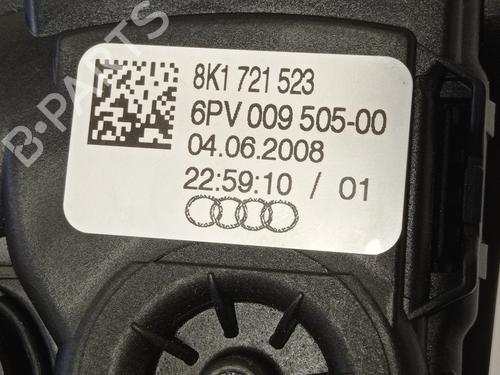 B-PARTS
8K1 721 523
6PV 009 505-00
04.06.2008
22:59:10 / 01